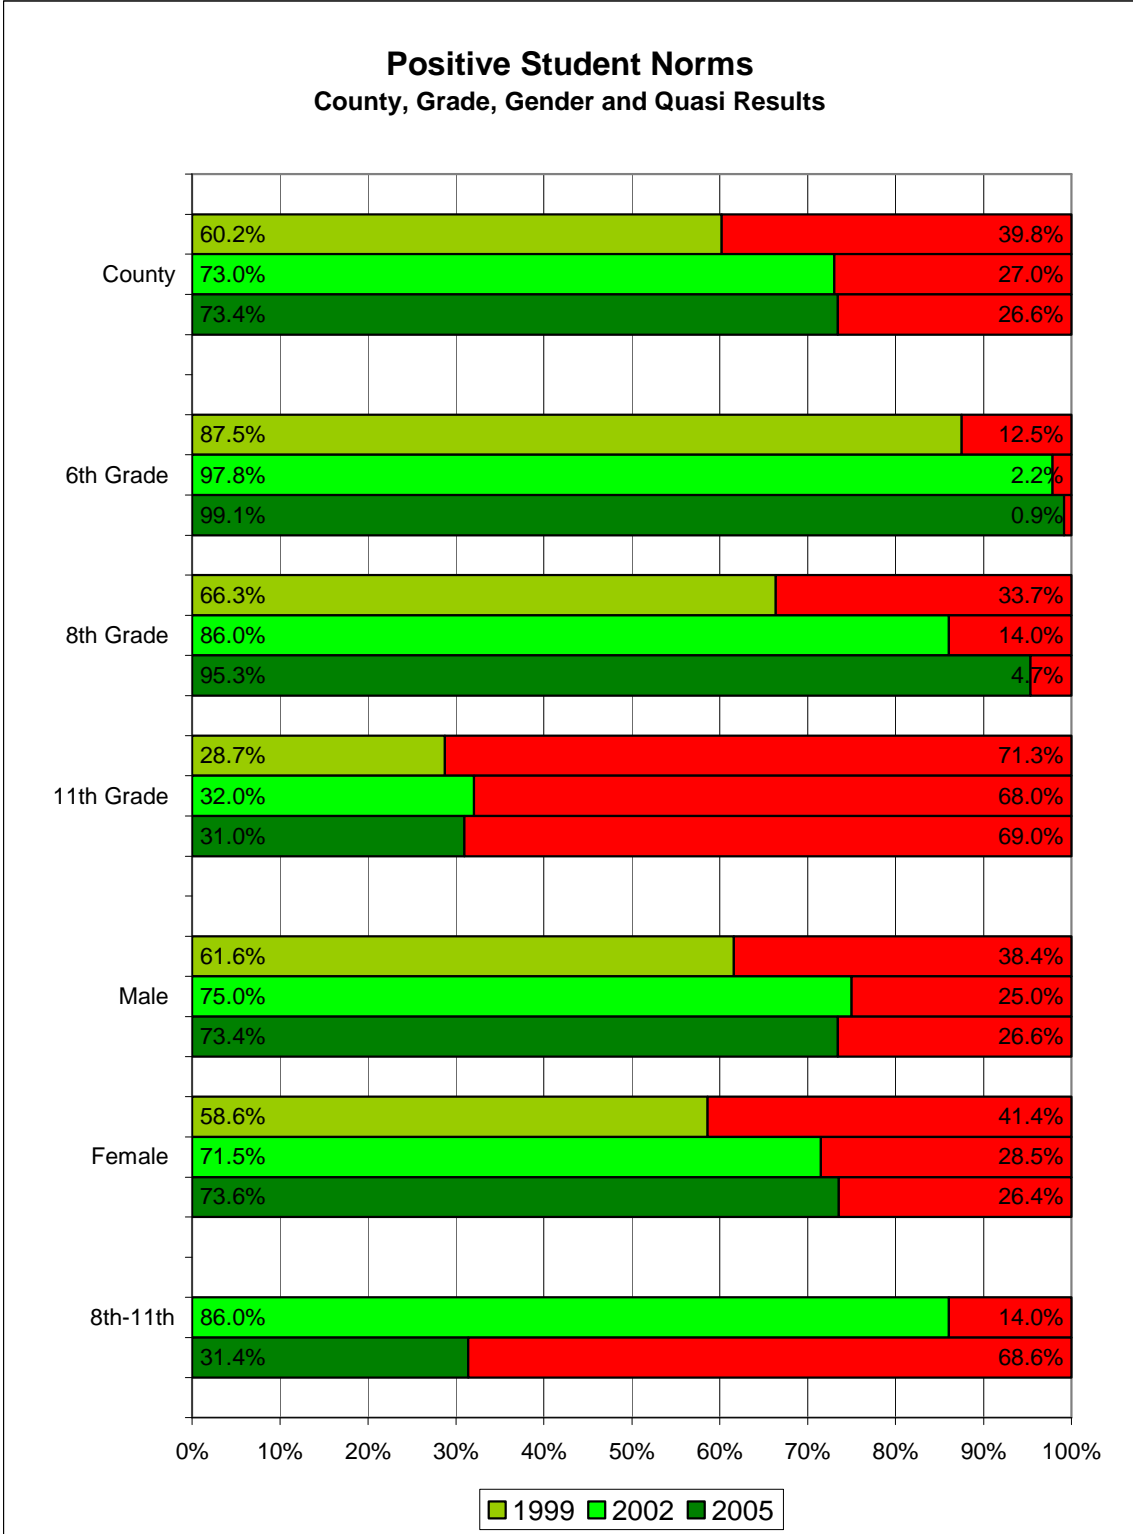 Positive Student Norms
County, Grade, Gender and Quasi Results
60.2% 39.8%
County 73.0% 27.0%
73.4% 26.6%
87.5% 12.5%
6th Grade 97.8% 2.2%
99.1% 0.9%
66.3% 33.7%
8th Grade 86.0% 14.0%
95.3% 4.7%
28.7% 71.3%
11th Grade 32.0% 68.0%
31.0% 69.0%
61.6% 38.4%
Male 75.0% 25.0%
73.4% 26.6%
58.6% 41.4%
Female 71.5% 28.5%
73.6% 26.4%
8th-11th 86.0% 14.0%
31.4% 68.6%
0% 10% 20% 30% 40% 50% 60% 70% 80% 90% 100%
1999 2002 2005